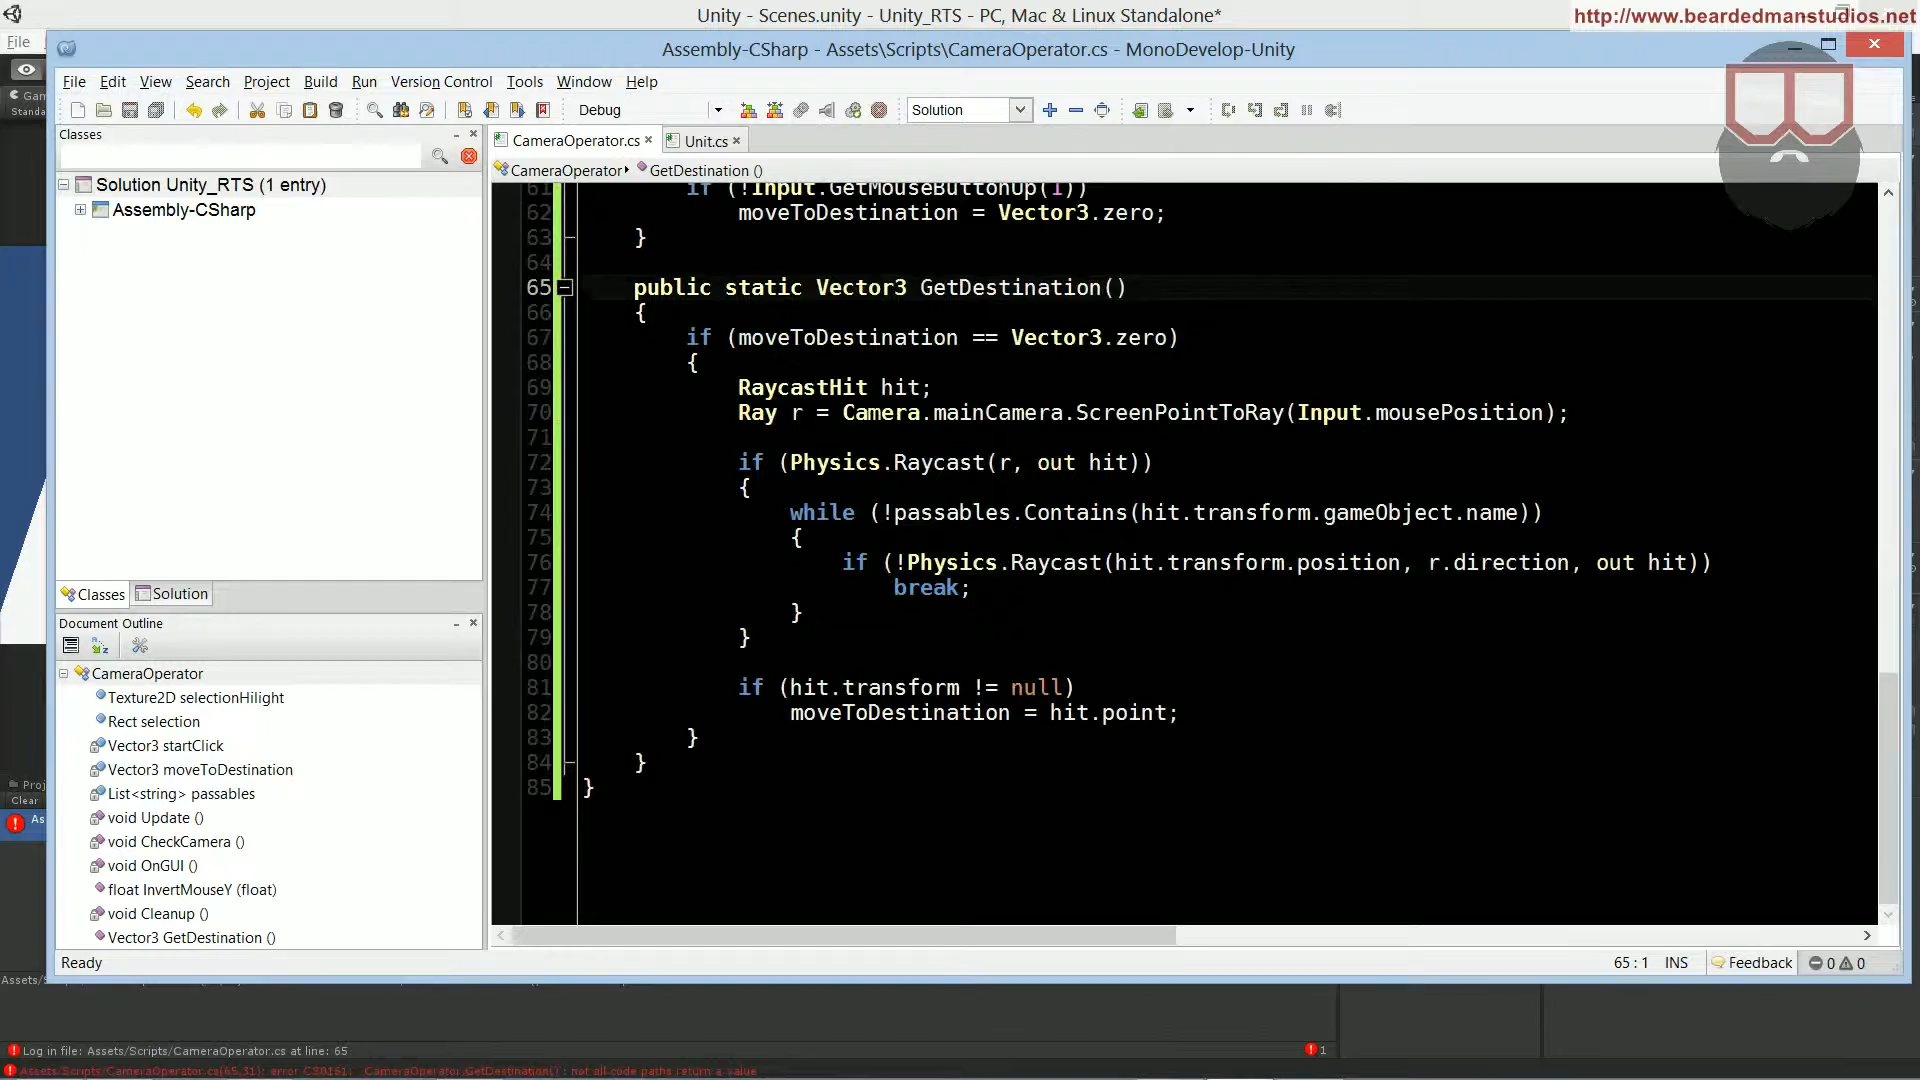 Unity - Scenes.unity - Unity_RTS - PC, Mac & Linux Standalone*
http://www.beardedmanstudios.net
File
Assembly-CSharp - Assets\Scripts\CameraOperator.cs - MonoDevelop-Unity
File Edit View Search Project Build Run Version Control Tools Window Help
Debug
Solution
Classes
CameraOperator.cs
Unit.cs
CameraOperator
GetDestination ()
Solution Unity_RTS (1 entry)
Assembly-CSharp
61 if (!Input.GetMouseButtonUp(1))
62 moveToDestination = Vector3.zero;
63 }
64
65 public static Vector3 GetDestination()
66 {
67 if (moveToDestination == Vector3.zero)
68 {
69 RaycastHit hit;
70 Ray r = Camera.mainCamera.ScreenPointToRay(Input.mousePosition);
71
72 if (Physics.Raycast(r, out hit))
73 {
74 while (!passables.Contains(hit.transform.gameObject.name))
75 {
76 if (!Physics.Raycast(hit.transform.position, r.direction, out hit))
77 break;
78 }
79 }
80
81 if (hit.transform != null)
82 moveToDestination = hit.point;
83 }
84 }
85 }
Classes
Solution
Document Outline
CameraOperator
Texture2D selectionHilight
Rect selection
Vector3 startClick
Vector3 moveToDestination
List<string> passables
void Update ()
void CheckCamera ()
void OnGUI ()
float InvertMouseY (float)
void Cleanup ()
Vector3 GetDestination ()
Gam
Standa
Proj
Clear
As
Ready
65 : 1
INS
Feedback
0
0
Assets/S
Log in file: Assets/Scripts/CameraOperator.cs at line: 65
1
Assets/Scripts/CameraOperator.cs(65,31): error CS0161: `CameraOperator.GetDestination()': not all code paths return a value